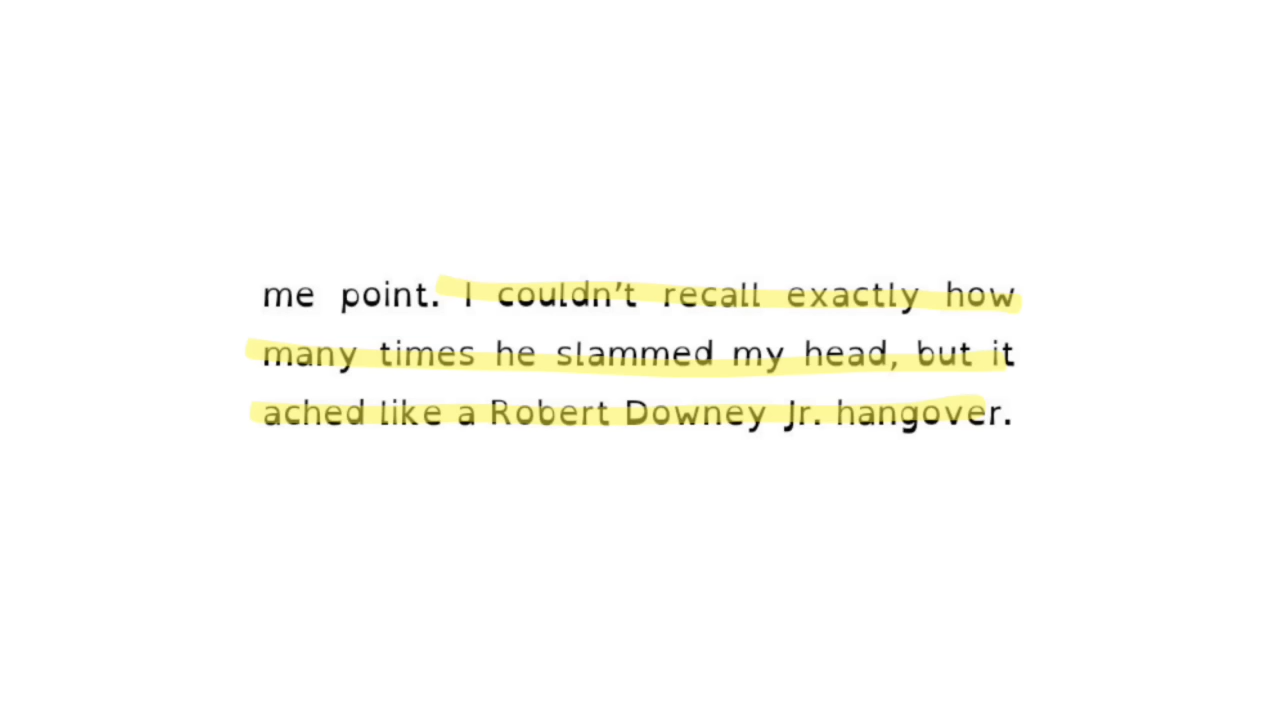 me point. I couldn’t recall exactly how
many times he slammed my head, but it
ached like a Robert Downey Jr. hangover.